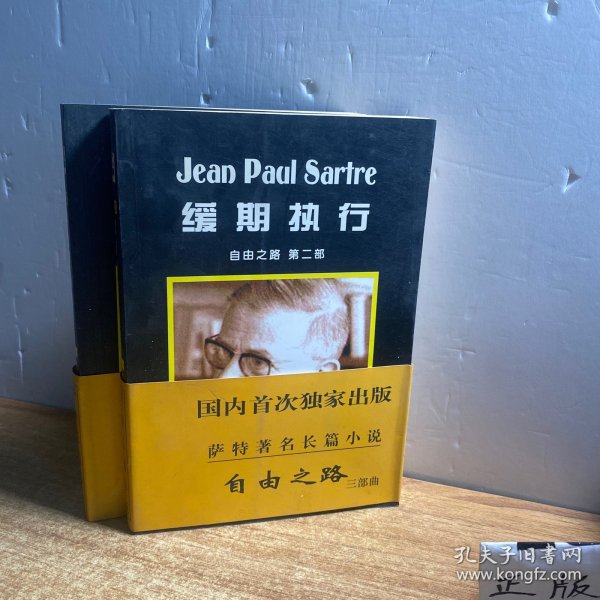 Jean Paul Sartre
缓期执行
自由之路 第二部
国内首次独家出版
萨特著名长篇小说
自由之路 三部曲
孔夫子旧书网
www.kongfz.com
正版